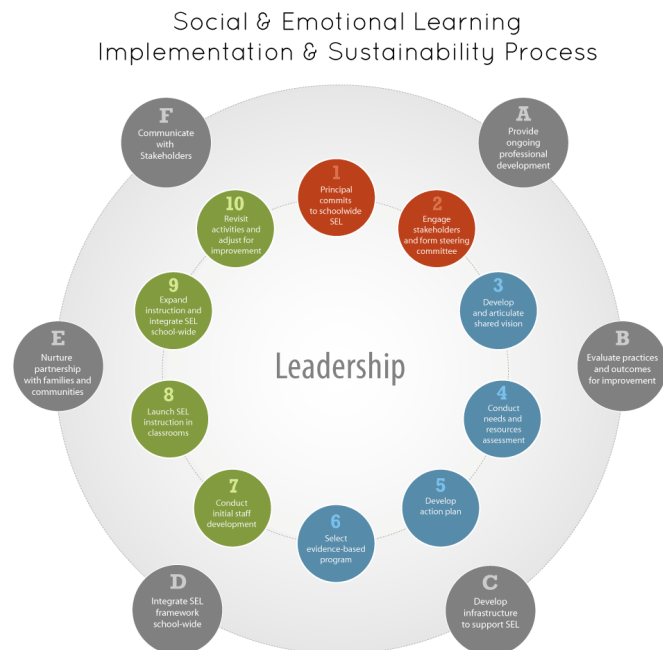 Social & Emotional Learning
Implementation & Sustainability Process
F
Communicate
with
Stakeholders
A
Provide
ongoing
professional
development
1
Principal
commits
to schoolwide
SEL
10
Revisit
activities and
adjust for
improvement
2
Engage
stakeholders
and form steering
committee
9
Expand
instruction and
integrate SEL
school-wide
3
Develop
and articulate
shared vision
E
Nurture
partnership
with families and
communities
Leadership
B
Evaluate practices
and outcomes
for improvement
8
Launch SEL
instruction in
classrooms
4
Conduct
needs and
resources
assessment
7
Conduct
initial staff
development
5
Develop
action plan
6
Select
evidence-based
program
D
Integrate SEL
framework
school-wide
C
Develop
infrastructure
to support SEL